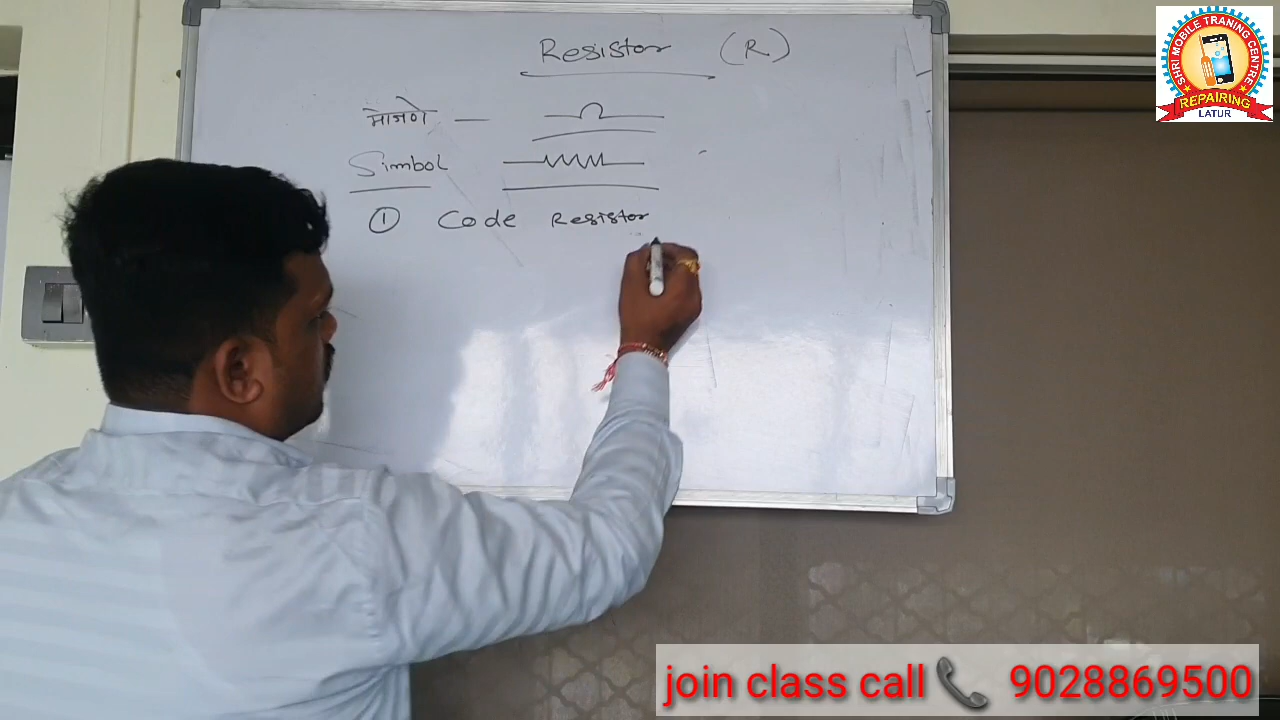 Resistor (R)
मोजणे —
Simbol
① Code Resistor
SHRI MOBILE TRANING CENTRE
REPAIRING
LATUR
join class call 9028869500